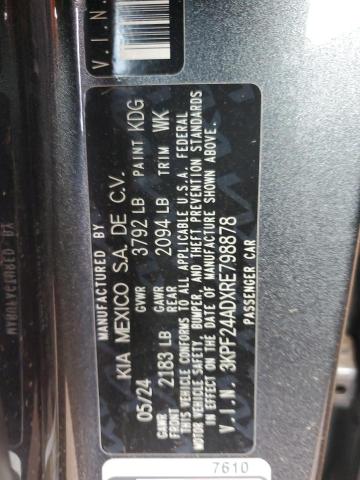 V.I.N.
MANUFACTURED BY
KIA MEXICO S.A. DE C.V.
05/24 GVWR 3792 LB PAINT KDG
GAWR FRONT 2183 LB GAWR REAR 2094 LB TRIM WK
THIS VEHICLE CONFORMS TO ALL APPLICABLE U.S.A. FEDERAL
MOTOR VEHICLE SAFETY, BUMPER, AND THEFT PREVENTION STANDARDS
IN EFFECT ON THE DATE OF MANUFACTURE SHOWN ABOVE.
V.I.N. 3KPF24ADXRE798878
PASSENGER CAR
7610